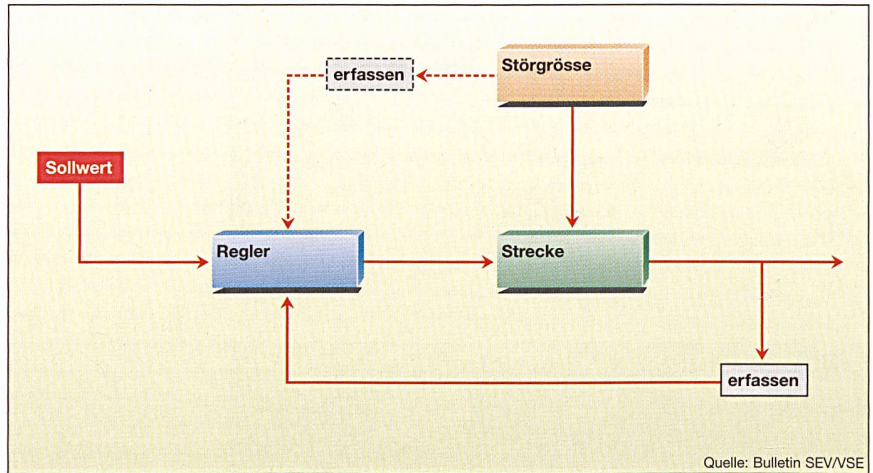 Störgrösse
erfassen
Sollwert
Regler
Strecke
erfassen
Quelle: Bulletin SEV/VSE